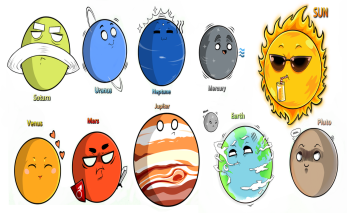 SUN
Saturn
Uranus
Neptune
Mercury
Venus
Mars
Jupiter
Earth
Pluto